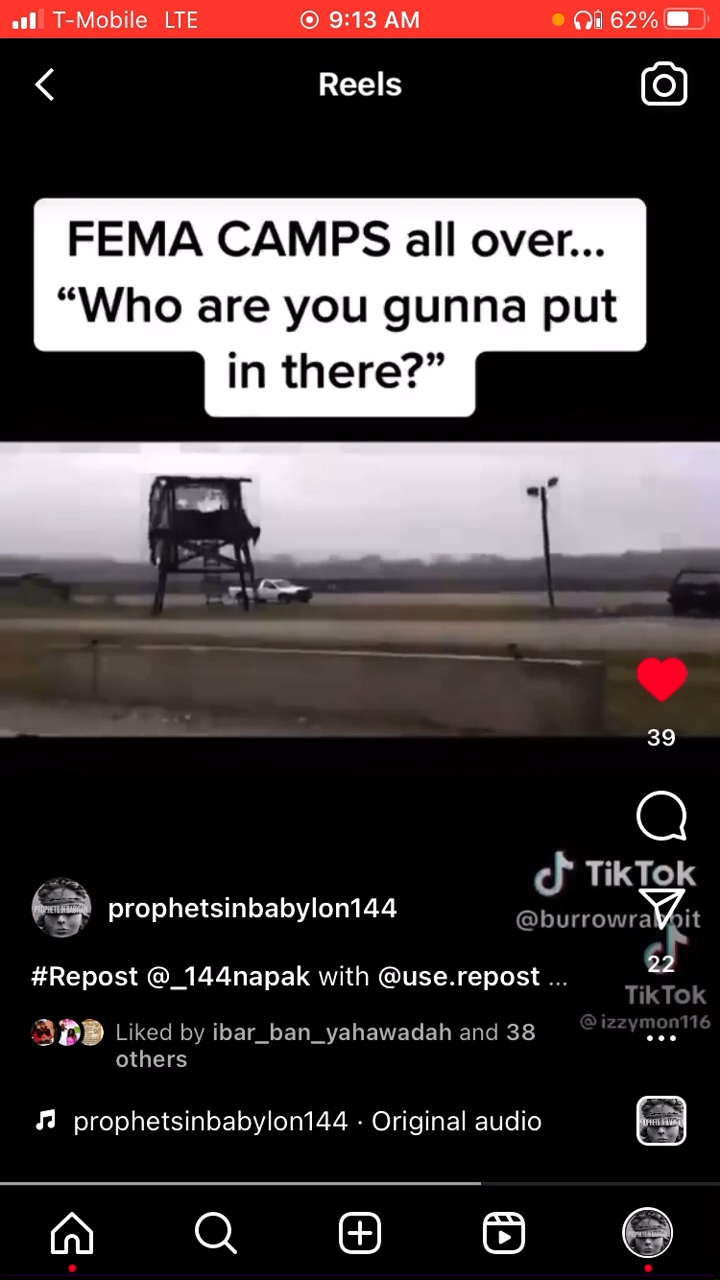 T-Mobile LTE 9:13 AM 62%
Reels
FEMA CAMPS all over...
“Who are you gunna put
in there?”
39
TikTok
prophetsinbabylon144
@burrowrabbit
#Repost @_144napak with @use.repost ...
22
TikTok
@izzymon116
Liked by ibar_ban_yahawadah and 38
others
prophetsinbabylon144 · Original audio